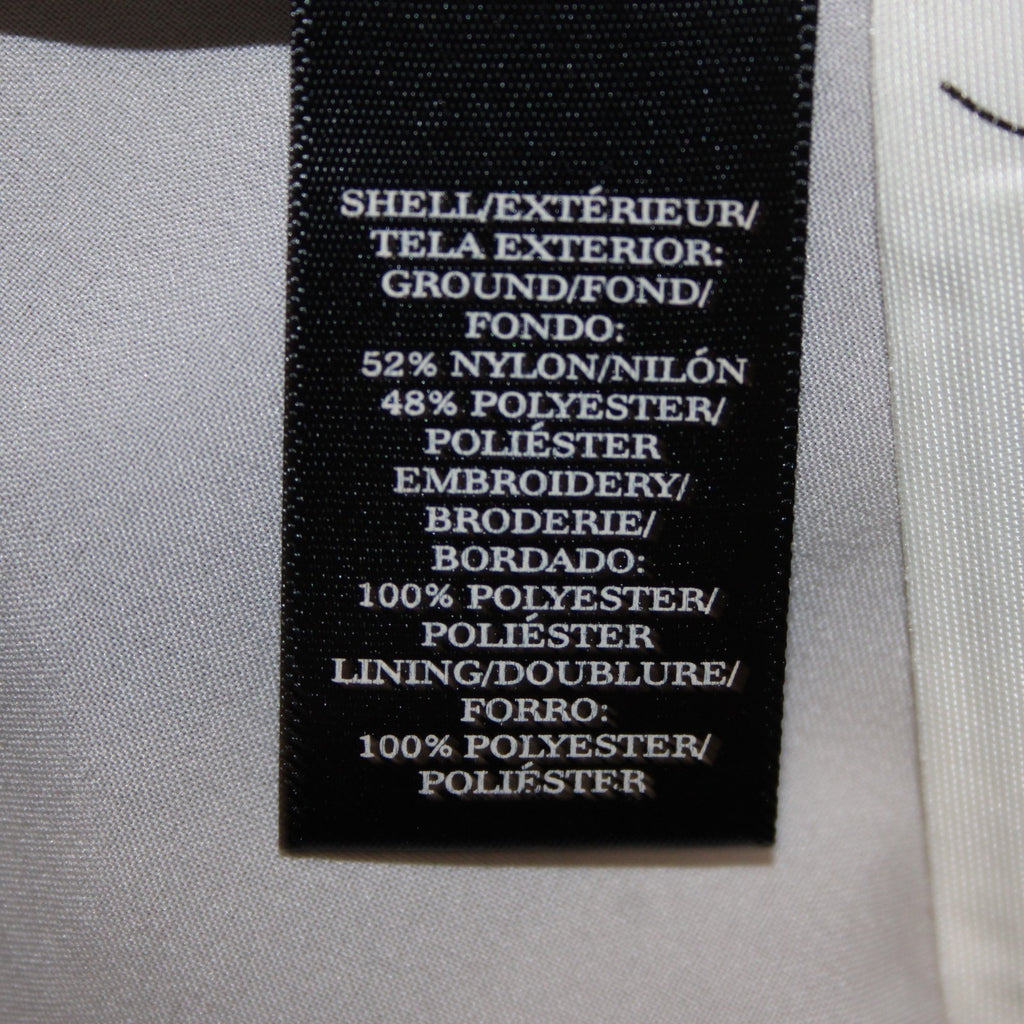 SHELL/EXTÉRIEUR/
TELA EXTERIOR:
GROUND/FOND/
FONDO:
52% NYLON/NILÓN
48% POLYESTER/
POLIÉSTER
EMBROIDERY/
BRODERIE/
BORDADO:
100% POLYESTER/
POLIÉSTER
LINING/DOUBLURE/
FORRO:
100% POLYESTER/
POLIÉSTER